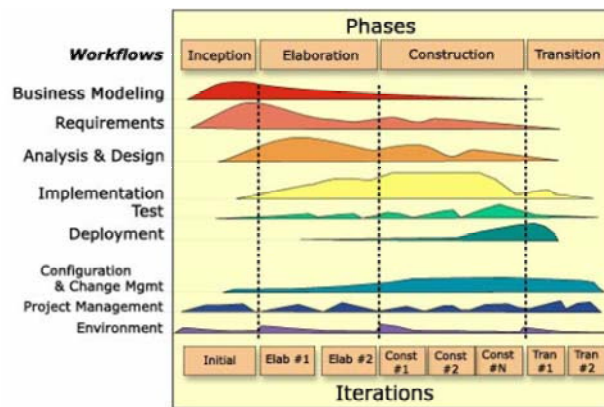 Phases
Workflows
Inception
Elaboration
Construction
Transition
Business Modeling
Requirements
Analysis & Design
Implementation
Test
Deployment
Configuration
& Change Mgmt
Project Management
Environment
Initial
Elab #1
Elab #2
Const
#1
Const
#2
Const
#N
Tran
#1
Tran
#2
Iterations